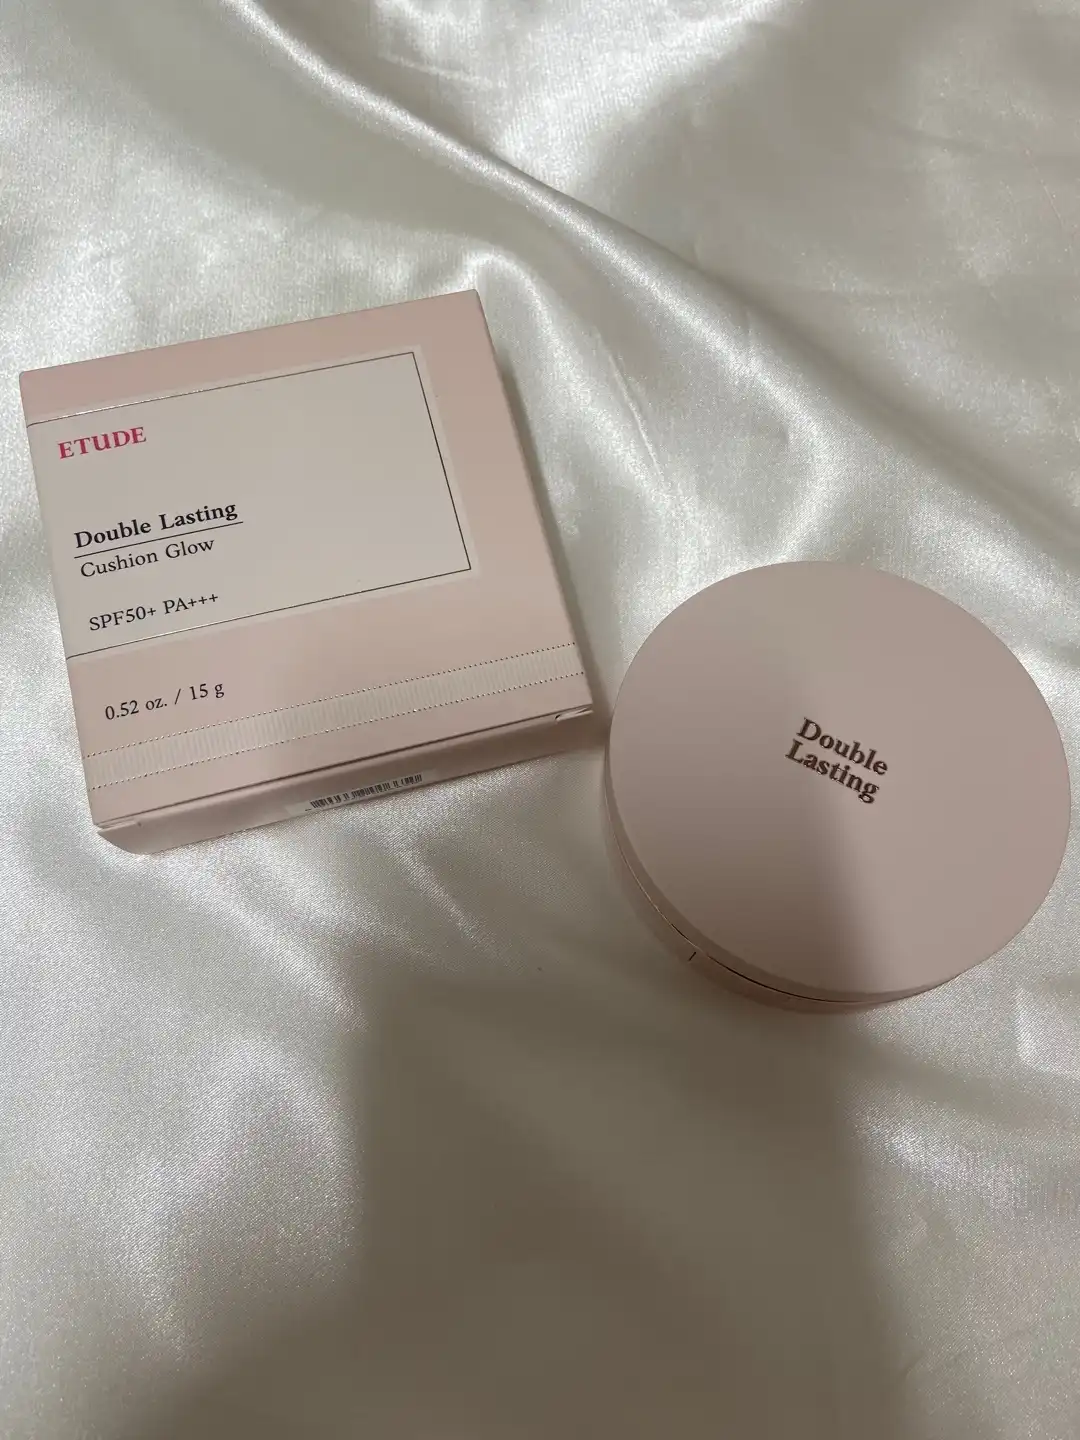 ETUDE
Double Lasting
Cushion Glow
SPF50+ PA+++
0.52 oz. / 15 g
Double
Lasting